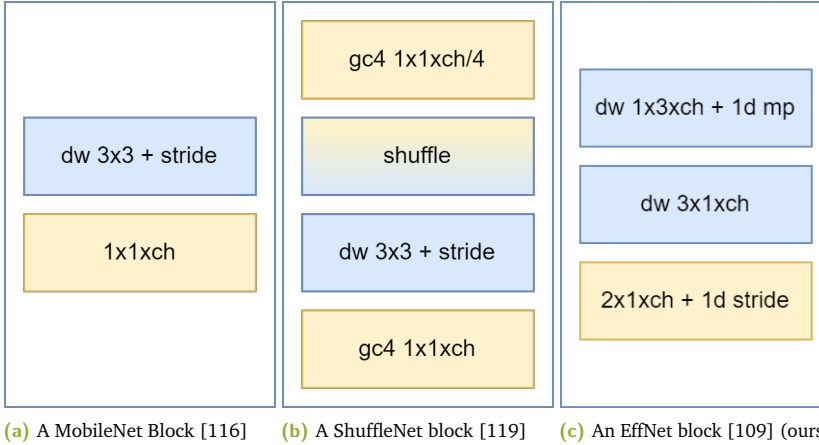 dw 3x3 + stride
1x1xch
gc4 1x1xch/4
shuffle
dw 3x3 + stride
gc4 1x1xch
dw 1x3xch + 1d mp
dw 3x1xch
2x1xch + 1d stride
(a) A MobileNet Block [116]
(b) A ShuffleNet block [119]
(c) An EffNet block [109] (ours